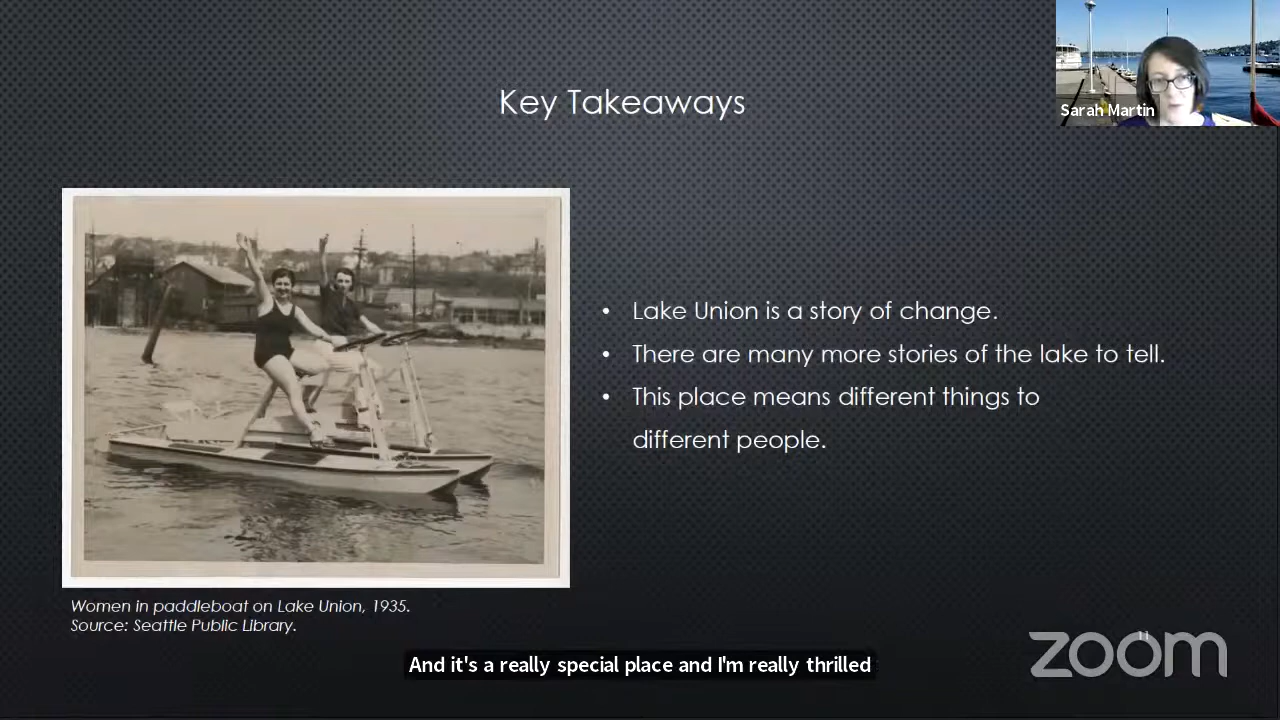 Key Takeaways
Sarah Martin
• Lake Union is a story of change.
• There are many more stories of the lake to tell.
• This place means different things to
different people.
Women in paddleboat on Lake Union, 1935.
Source: Seattle Public Library.
11
zoom
And it's a really special place and I'm really thrilled